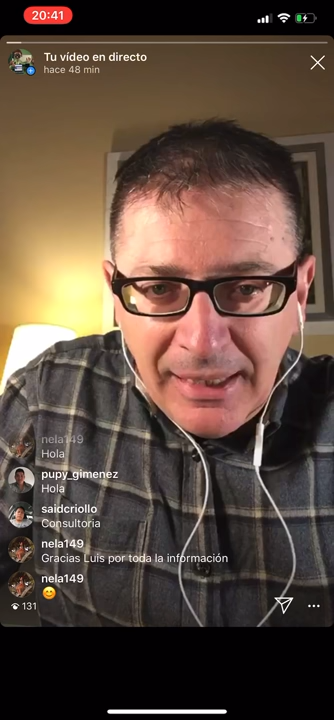 20:41
Tu vídeo en directo
hace 48 min
nela149
Hola
pupy_gimenez
Hola
saidcriollo
Consultoria
nela149
Gracias Luis por toda la información
nela149
😊
131